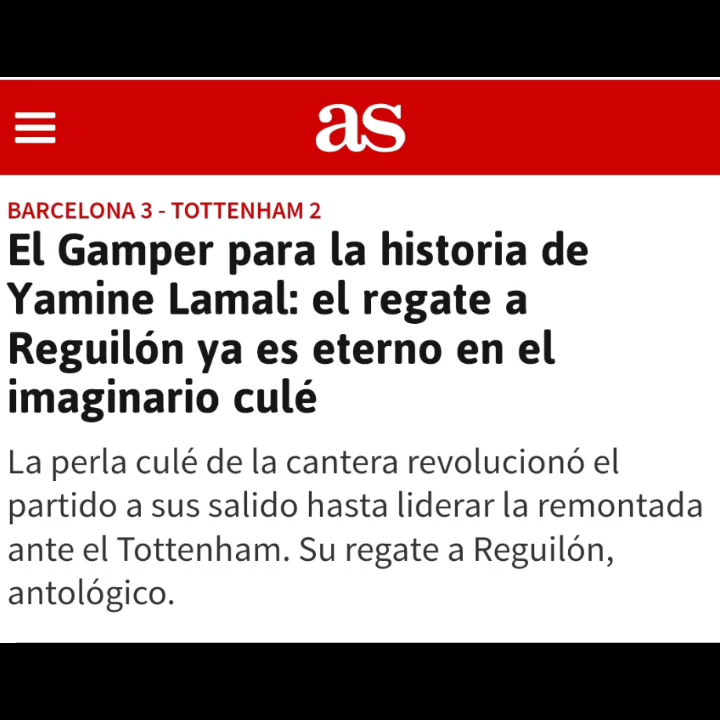 as
BARCELONA 3 - TOTTENHAM 2
El Gamper para la historia de
Yamine Lamal: el regate a
Reguilón ya es eterno en el
imaginario culé
La perla culé de la cantera revolucionó el
partido a sus salido hasta liderar la remontada
ante el Tottenham. Su regate a Reguilón,
antológico.